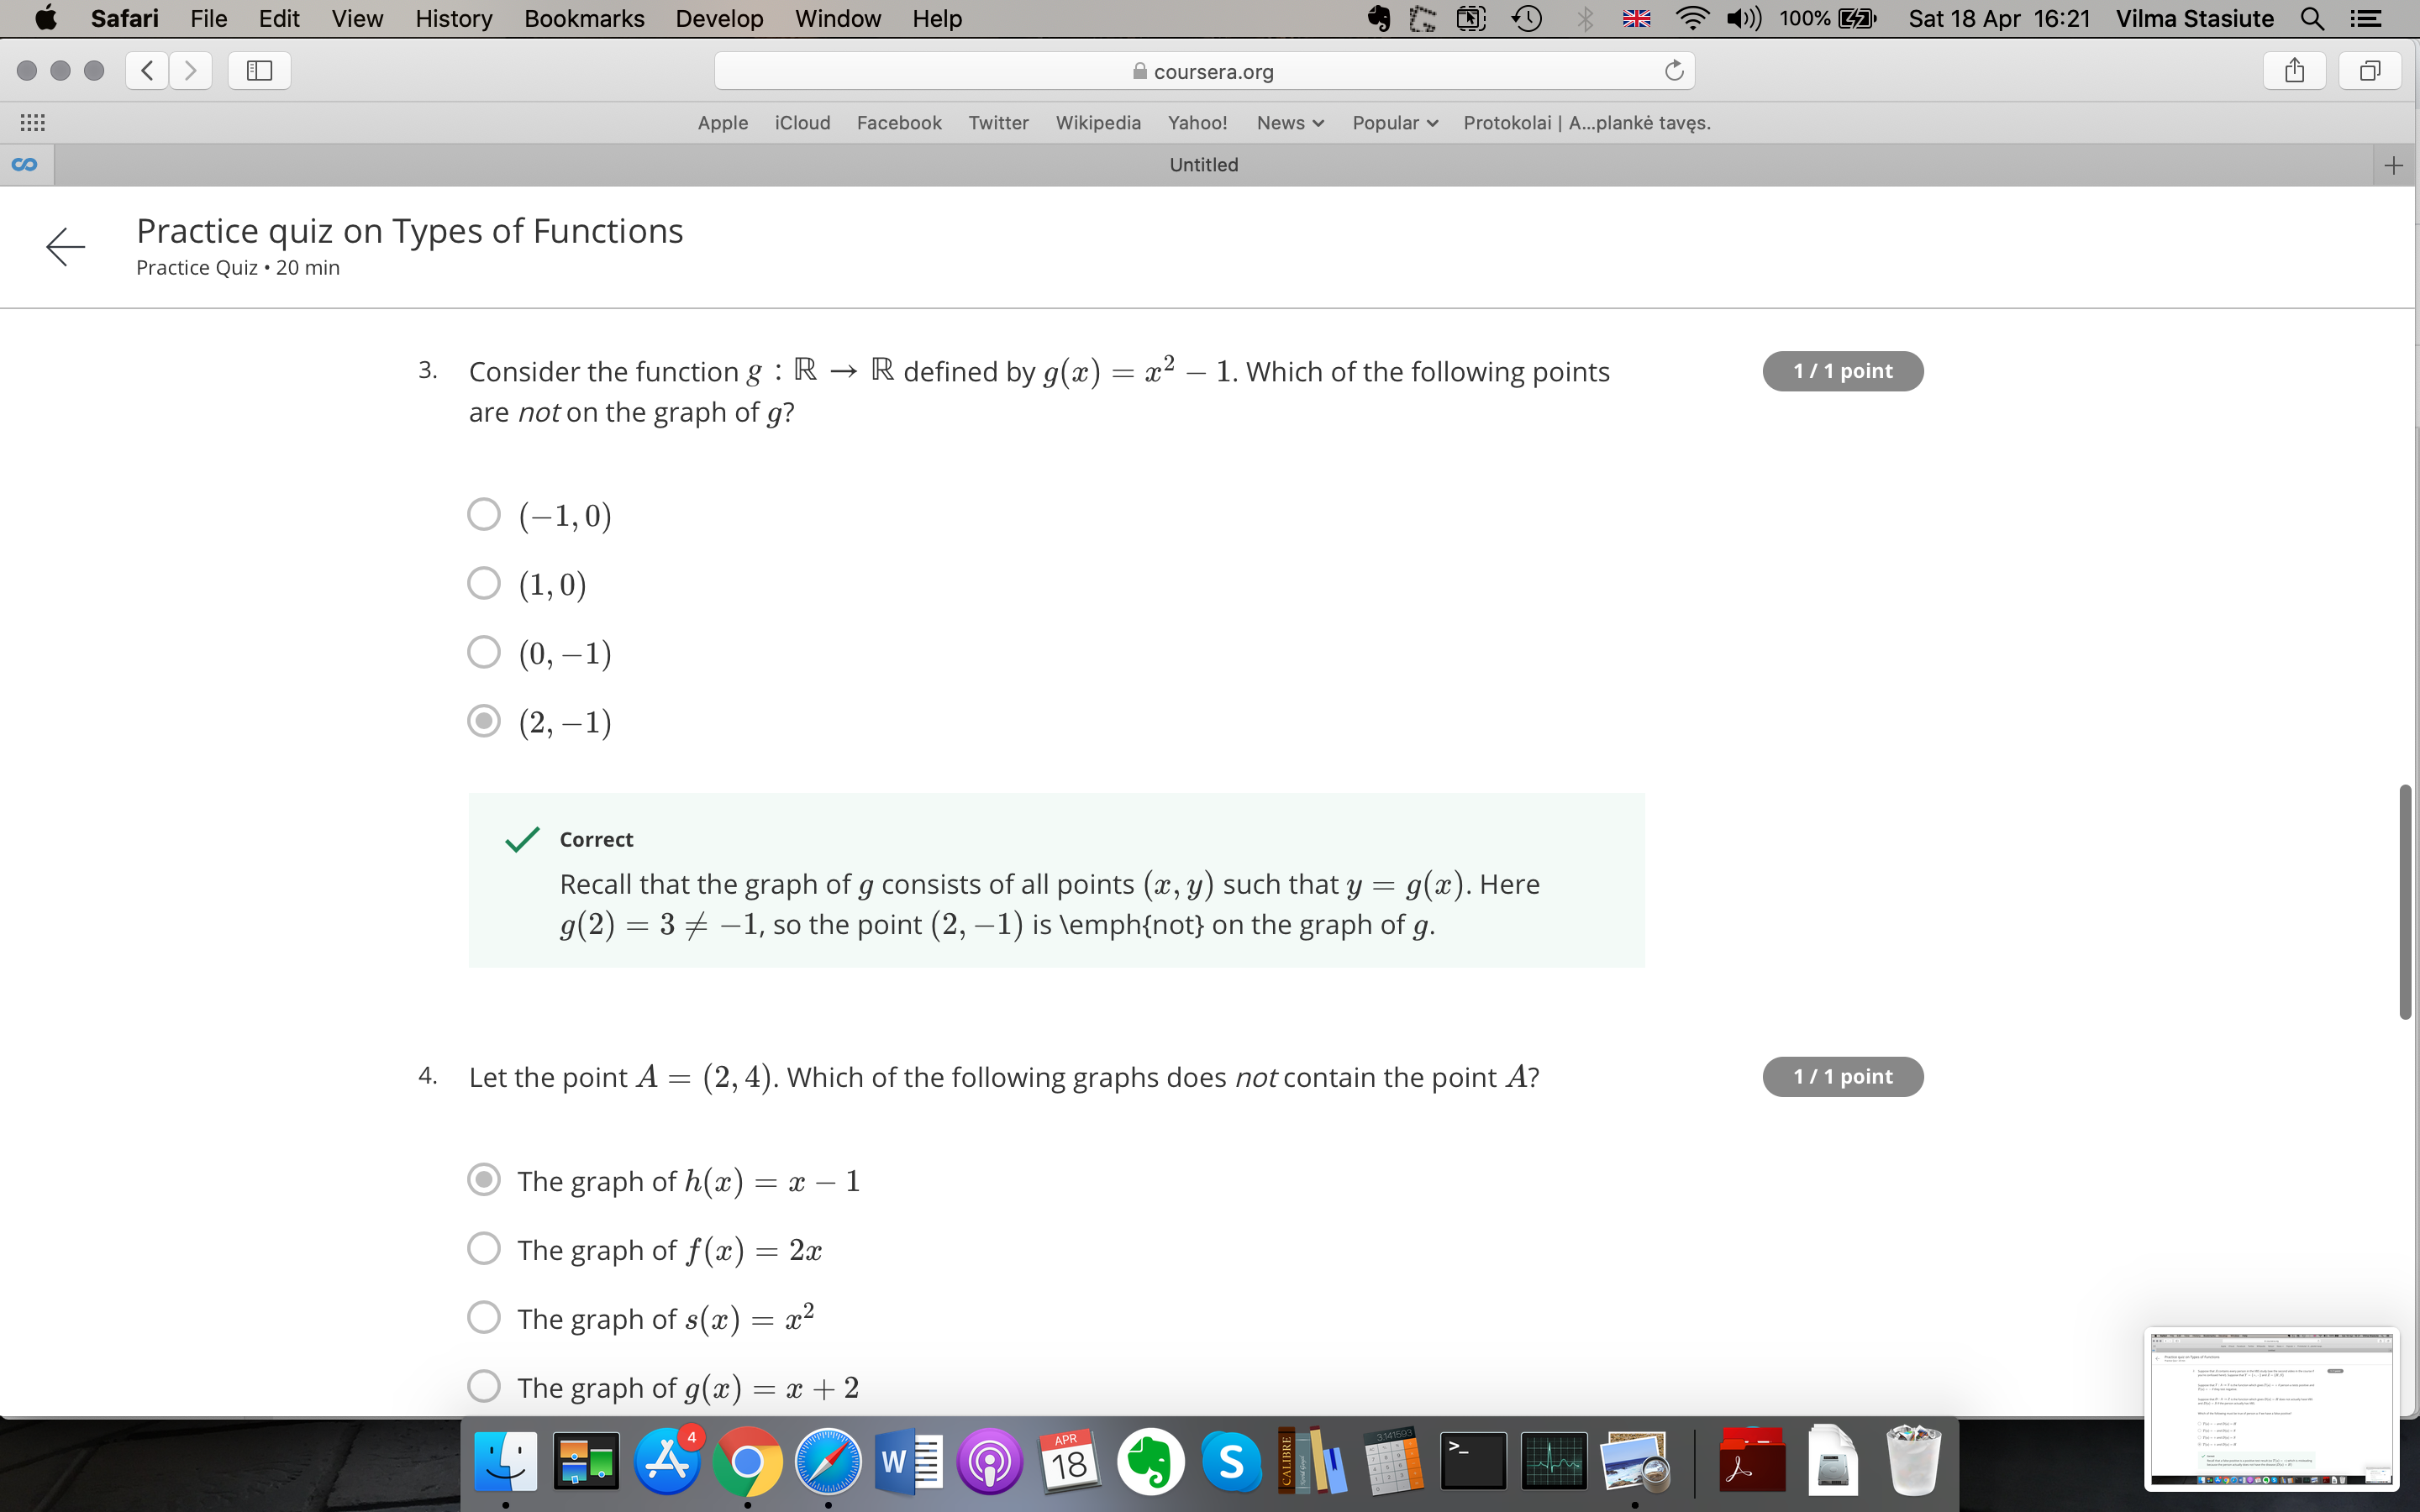 Safari File Edit View History Bookmarks Develop Window Help 100% Sat 18 Apr 16:21 Vilma Stasiute
coursera.org
Apple iCloud Facebook Twitter Wikipedia Yahoo! News Popular Protokolai | A...plankė tavęs.
Untitled
Practice quiz on Types of Functions
Practice Quiz • 20 min
3. Consider the function g : ℝ → ℝ defined by g(x) = x² − 1. Which of the following points 1 / 1 point
are not on the graph of g?
(−1, 0)
(1, 0)
(0, −1)
(2, −1)
Correct
Recall that the graph of g consists of all points (x, y) such that y = g(x). Here
g(2) = 3 ≠ −1, so the point (2, −1) is \emph{not} on the graph of g.
4. Let the point A = (2, 4). Which of the following graphs does not contain the point A? 1 / 1 point
The graph of h(x) = x − 1
The graph of f(x) = 2x
The graph of s(x) = x²
The graph of g(x) = x + 2
4
W
APR
18
S
CALIBRE
3.141593
>_